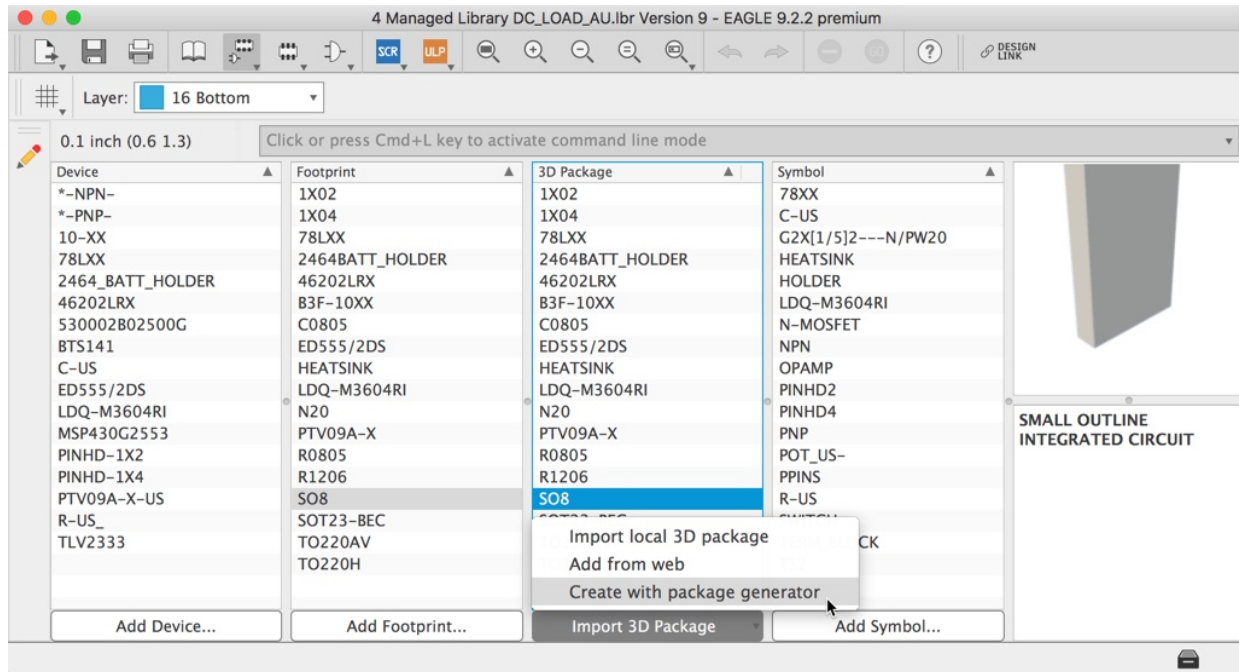 4 Managed Library DC_LOAD_AU.lbr Version 9 - EAGLE 9.2.2 premium
SCR
ULP
DESIGN
LINK
Layer: 16 Bottom
0.1 inch (0.6 1.3)
Click or press Cmd+L key to activate command line mode
Device
*-NPN-
*-PNP-
10-XX
78LXX
2464_BATT_HOLDER
46202LRX
530002B02500G
BTS141
C-US
ED555/2DS
LDQ-M3604RI
MSP430G2553
PINHD-1X2
PINHD-1X4
PTV09A-X-US
R-US_
TLV2333
Add Device...
Footprint
1X02
1X04
78LXX
2464BATT_HOLDER
46202LRX
B3F-10XX
C0805
ED555/2DS
HEATSINK
LDQ-M3604RI
N20
PTV09A-X
R0805
R1206
SO8
SOT23-BEC
TO220AV
TO220H
Add Footprint...
3D Package
1X02
1X04
78LXX
2464BATT_HOLDER
46202LRX
B3F-10XX
C0805
ED555/2DS
HEATSINK
LDQ-M3604RI
N20
PTV09A-X
R0805
R1206
SO8
Import local 3D package
Add from web
Create with package generator
Import 3D Package
Symbol
78XX
C-US
G2X[1/5]2---N/PW20
HEATSINK
HOLDER
LDQ-M3604RI
N-MOSFET
NPN
OPAMP
PINHD2
PINHD4
PNP
POT_US-
PPINS
R-US
Add Symbol...
SMALL OUTLINE
INTEGRATED CIRCUIT